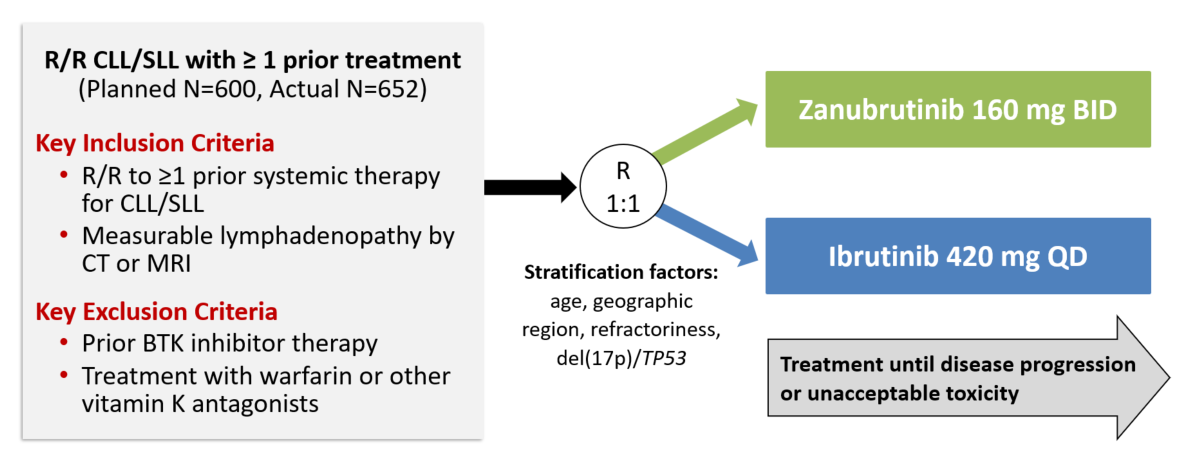 R/R CLL/SLL with ≥ 1 prior treatment
(Planned N=600, Actual N=652)
Key Inclusion Criteria
• R/R to ≥1 prior systemic therapy
for CLL/SLL
• Measurable lymphadenopathy by
CT or MRI
Key Exclusion Criteria
• Prior BTK inhibitor therapy
• Treatment with warfarin or other
vitamin K antagonists
R
1:1
Stratification factors:
age, geographic
region, refractoriness,
del(17p)/TP53
Zanubrutinib 160 mg BID
Ibrutinib 420 mg QD
Treatment until disease progression
or unacceptable toxicity